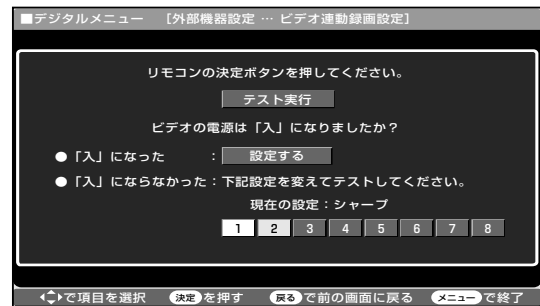 ■デジタルメニュー [外部機器設定 … ビデオ連動録画設定]
リモコンの決定ボタンを押してください。
テスト実行
ビデオの電源は「入」になりましたか?
●「入」になった : 設定する
●「入」にならなかった:下記設定を変えてテストしてください。
現在の設定:シャープ
1 2 3 4 5 6 7 8
で項目を選択 決定を押す 戻るで前の画面に戻る メニューで終了